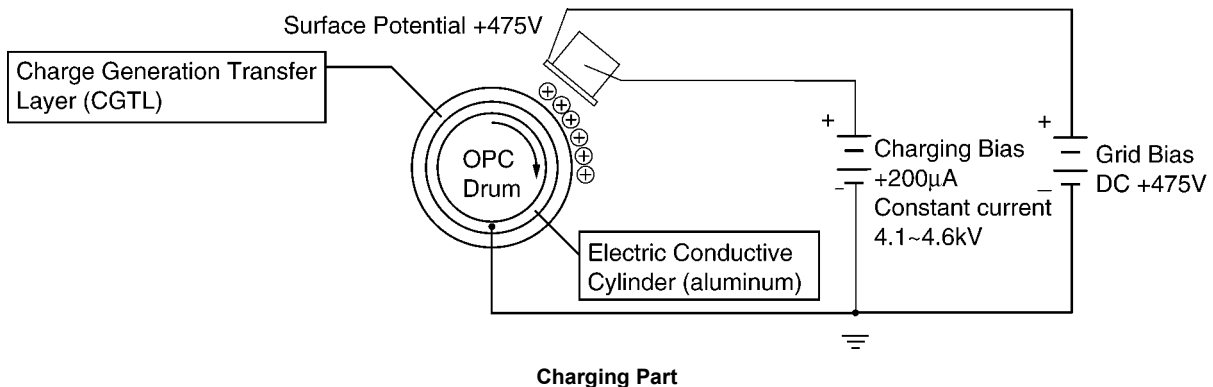 Surface Potential +475V
Charge Generation Transfer
Layer (CGTL)
OPC
Drum
+
Charging Bias
-
+200µA
Constant current
4.1~4.6kV
+
Grid Bias
−
DC +475V
Electric Conductive
Cylinder (aluminum)
Charging Part